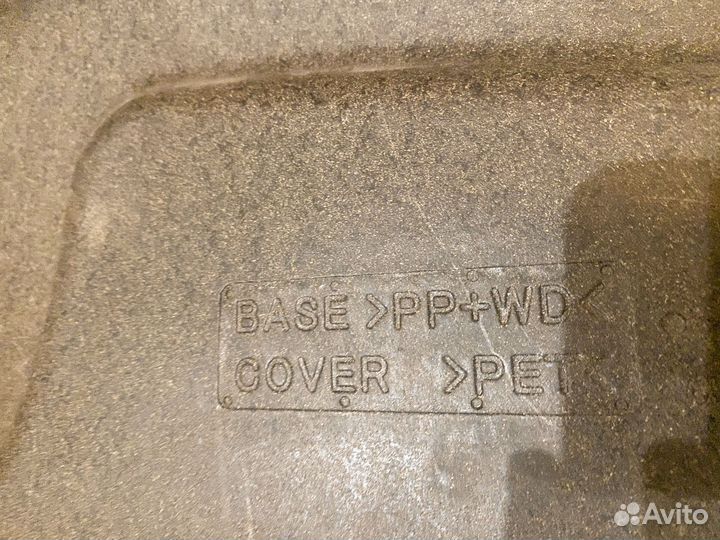 BASE >PP+WD<
COVER >PET<
Avito